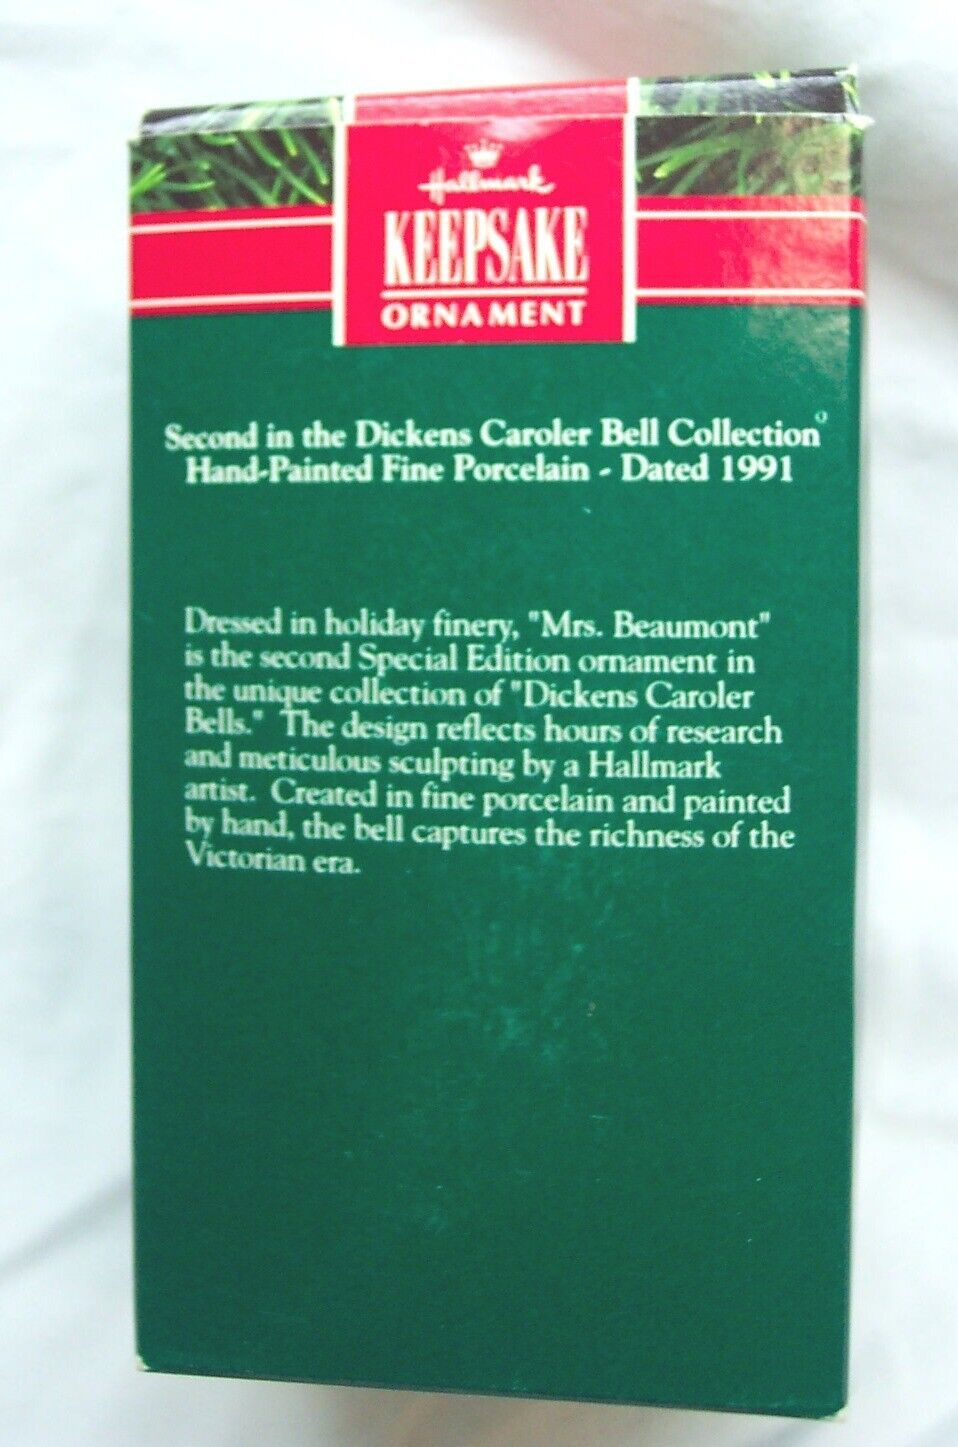 Hallmark
KEEPSAKE
ORNAMENT
Second in the Dickens Caroler Bell Collection
Hand-Painted Fine Porcelain - Dated 1991
Dressed in holiday finery, "Mrs. Beaumont"
is the second Special Edition ornament in
the unique collection of "Dickens Caroler
Bells." The design reflects hours of research
and meticulous sculpting by a Hallmark
artist. Created in fine porcelain and painted
by hand, the bell captures the richness of the
Victorian era.